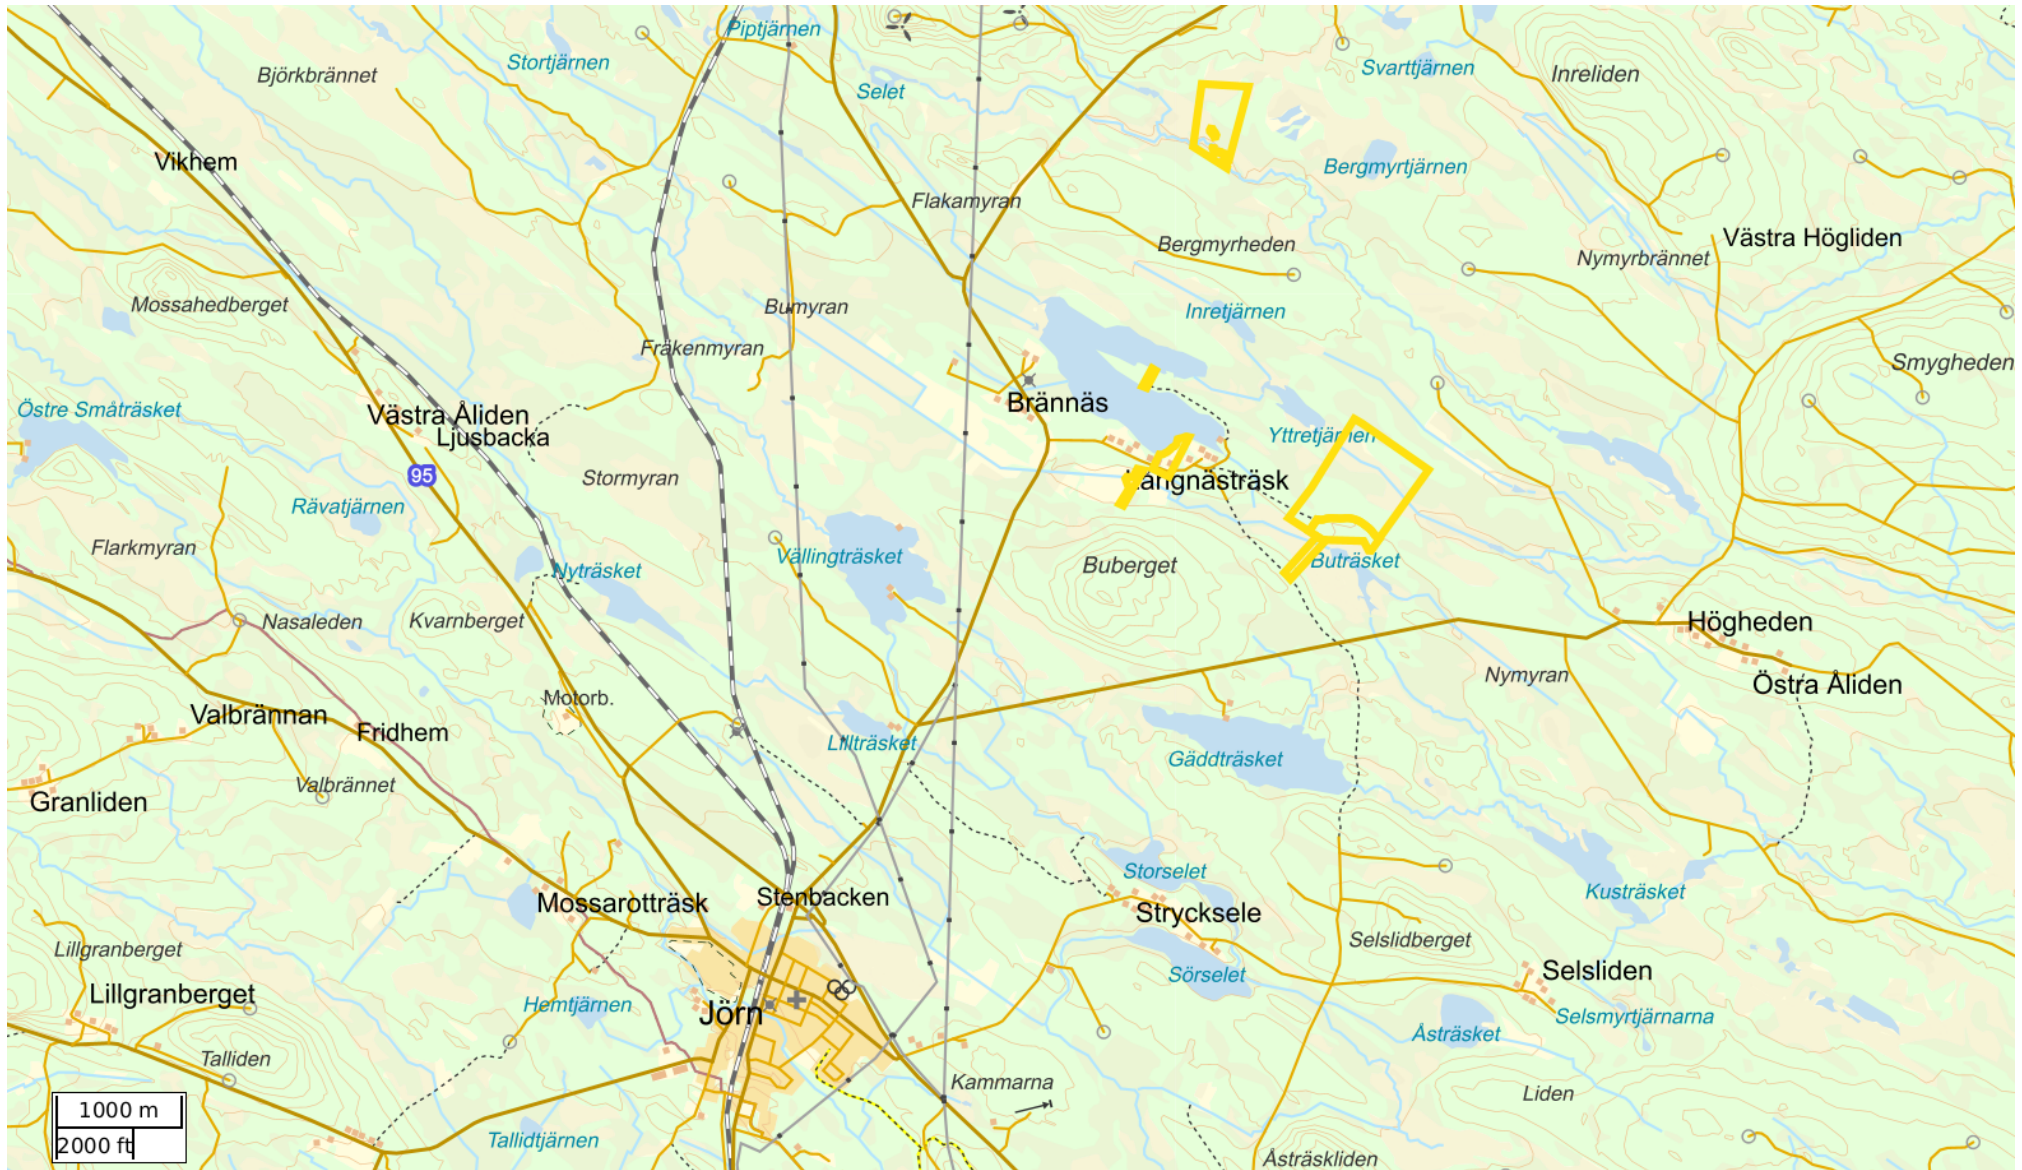 Piptjärnen
Stortjärnen
Svarttjärnen
Björkbrännet
Inreliden
Selet
Vikhem
Bergmyrtjärnen
Flakamyran
Västra Högliden
Bergmyrheden
Nymyrbrännet
Mossahedberget
Bumyran
Inretjärnen
Fräkenmyran
Smygheden
Östre Småträsket
Västra Åliden
Brännäs
Ljusbacka
Yttretjärnen
95
Stormyran
Långnästräsk
Rävatjärnen
Flarkmyran
Vällingträsket
Buberget
Buträsket
Nyträsket
Nasaleden
Kvarnberget
Högheden
Nymyran
Östra Åliden
Motorb.
Valbrännan
Fridhem
Lillträsket
Gäddträsket
Valbrännet
Granliden
Storselet
Kusträsket
Stenbacken
Mossarotträsk
Strycksele
Selslidberget
Lillgranberget
Selsliden
Sörselet
Lillgranberget
Hemtjärnen
Jörn
Selsmyrtjärnarna
Åsträsket
Talliden
Kammarna
Liden
1000 m
2000 ft
Tallidtjärnen
Åsträskliden